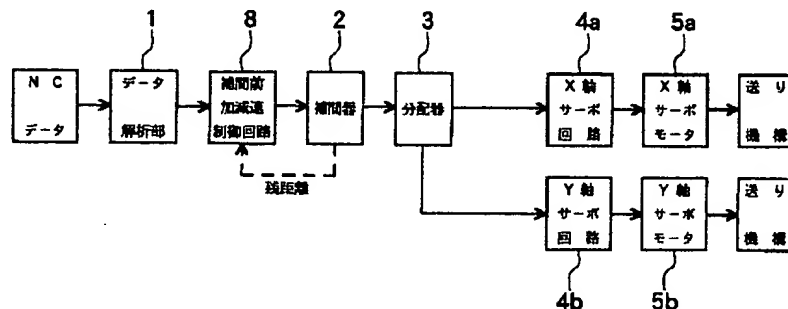 1
8
2
3
4a
5a
N C
データ
データ
解析部
補間前
加減速
制御回路
補間器
分配器
X 軸
サーボ
回 路
X 軸
サーボ
モータ
送 り
機 構
残距離
Y 軸
サーボ
回 路
Y 軸
サーボ
モータ
送 り
機 構
4b
5b